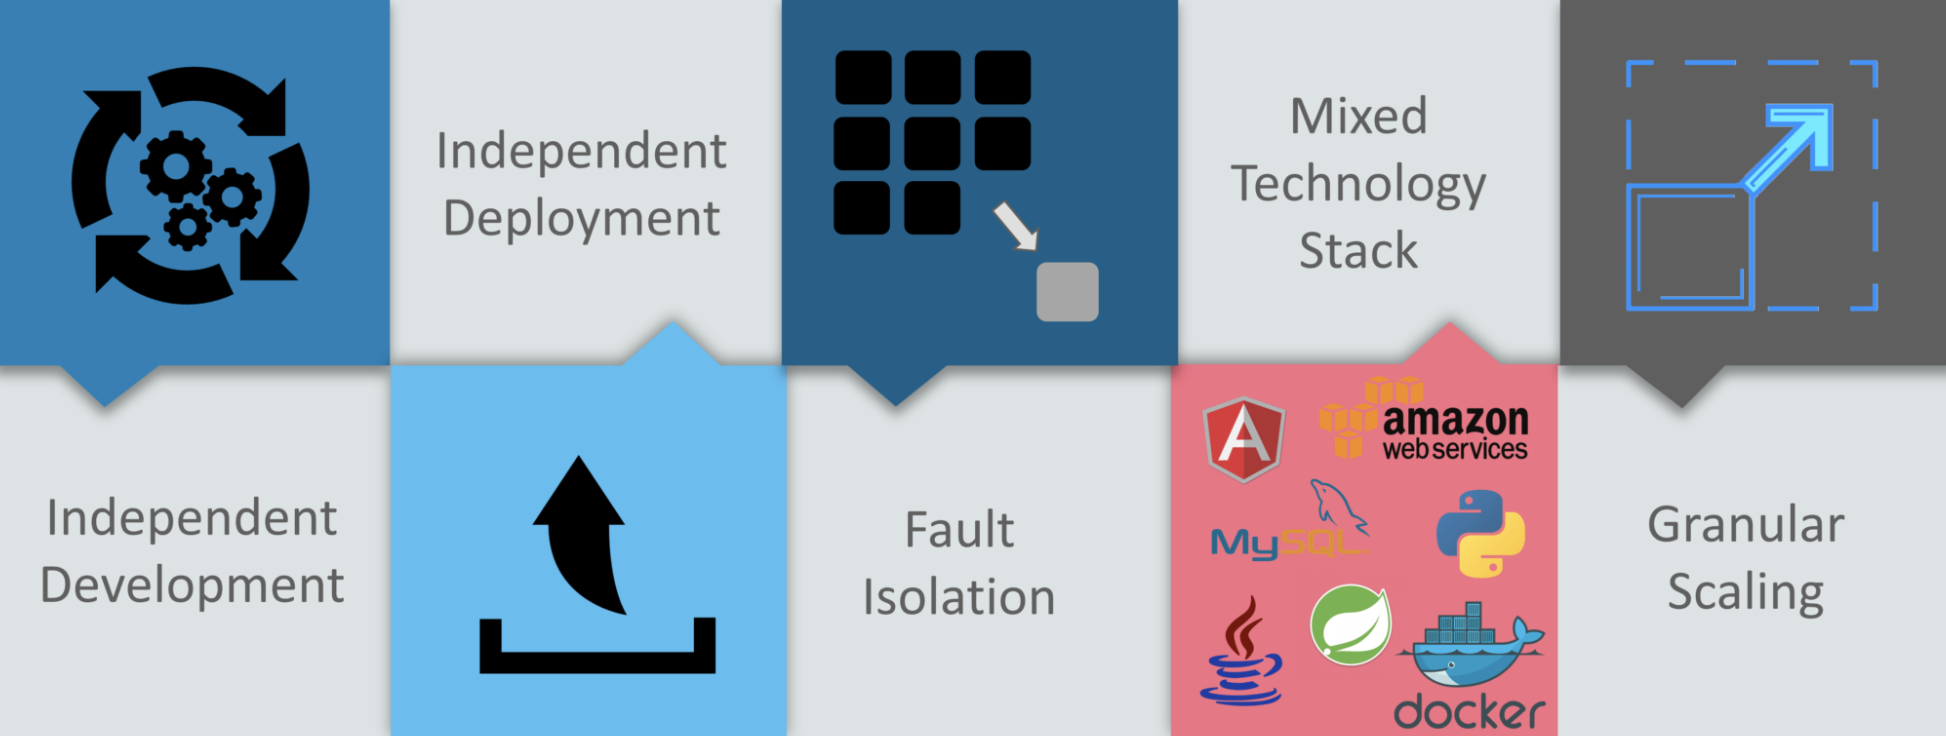 Independent
Deployment
Mixed
Technology
Stack
Independent
Development
Fault
Isolation
amazon
web services
MySQL
docker
Granular
Scaling